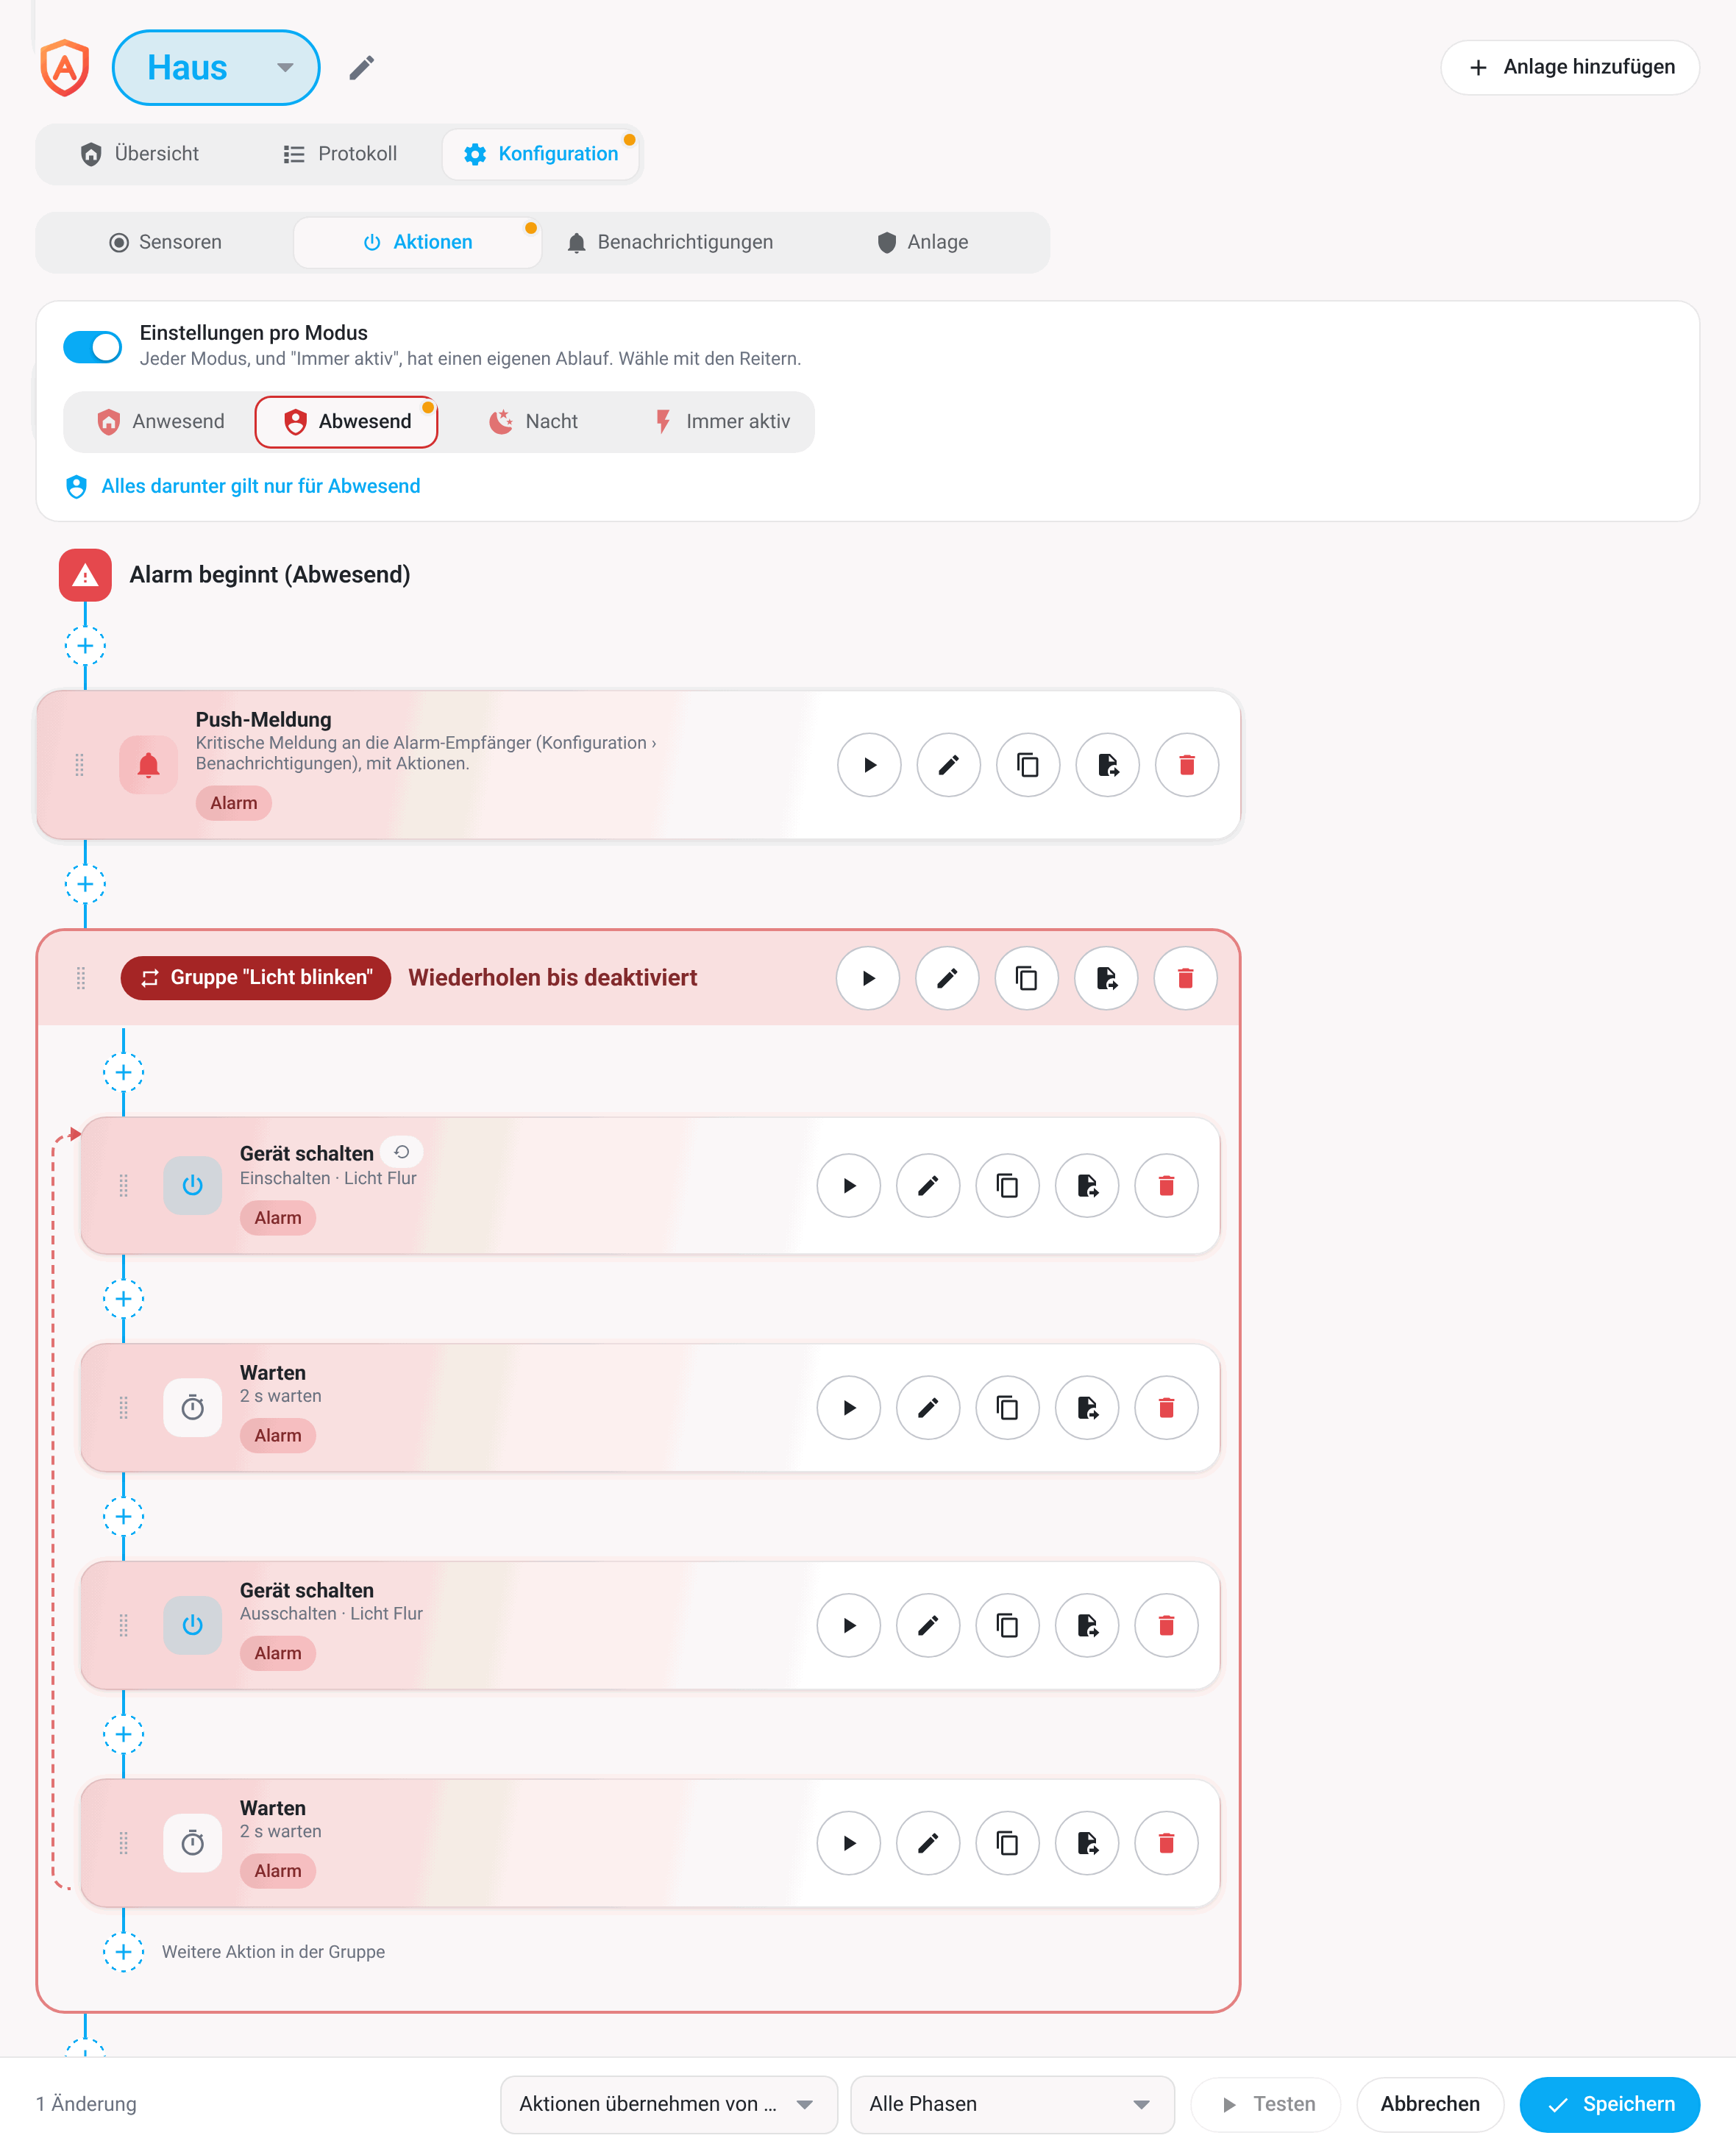 Haus
Anlage hinzufügen
Übersicht
Protokoll
Konfiguration
Sensoren
Aktionen
Benachrichtigungen
Anlage
Einstellungen pro Modus
Jeder Modus, und "Immer aktiv", hat einen eigenen Ablauf. Wähle mit den Reitern.
Anwesend
Abwesend
Nacht
Immer aktiv
Alles darunter gilt nur für Abwesend
Alarm beginnt (Abwesend)
Push-Meldung
Kritische Meldung an die Alarm-Empfänger (Konfiguration ›
Benachrichtigungen), mit Aktionen.
Alarm
Gruppe "Licht blinken"
Wiederholen bis deaktiviert
Gerät schalten
Einschalten · Licht Flur
Alarm
Warten
2 s warten
Alarm
Gerät schalten
Ausschalten · Licht Flur
Alarm
Warten
2 s warten
Alarm
Weitere Aktion in der Gruppe
1 Änderung
Aktionen übernehmen von ...
Alle Phasen
Testen
Abbrechen
Speichern